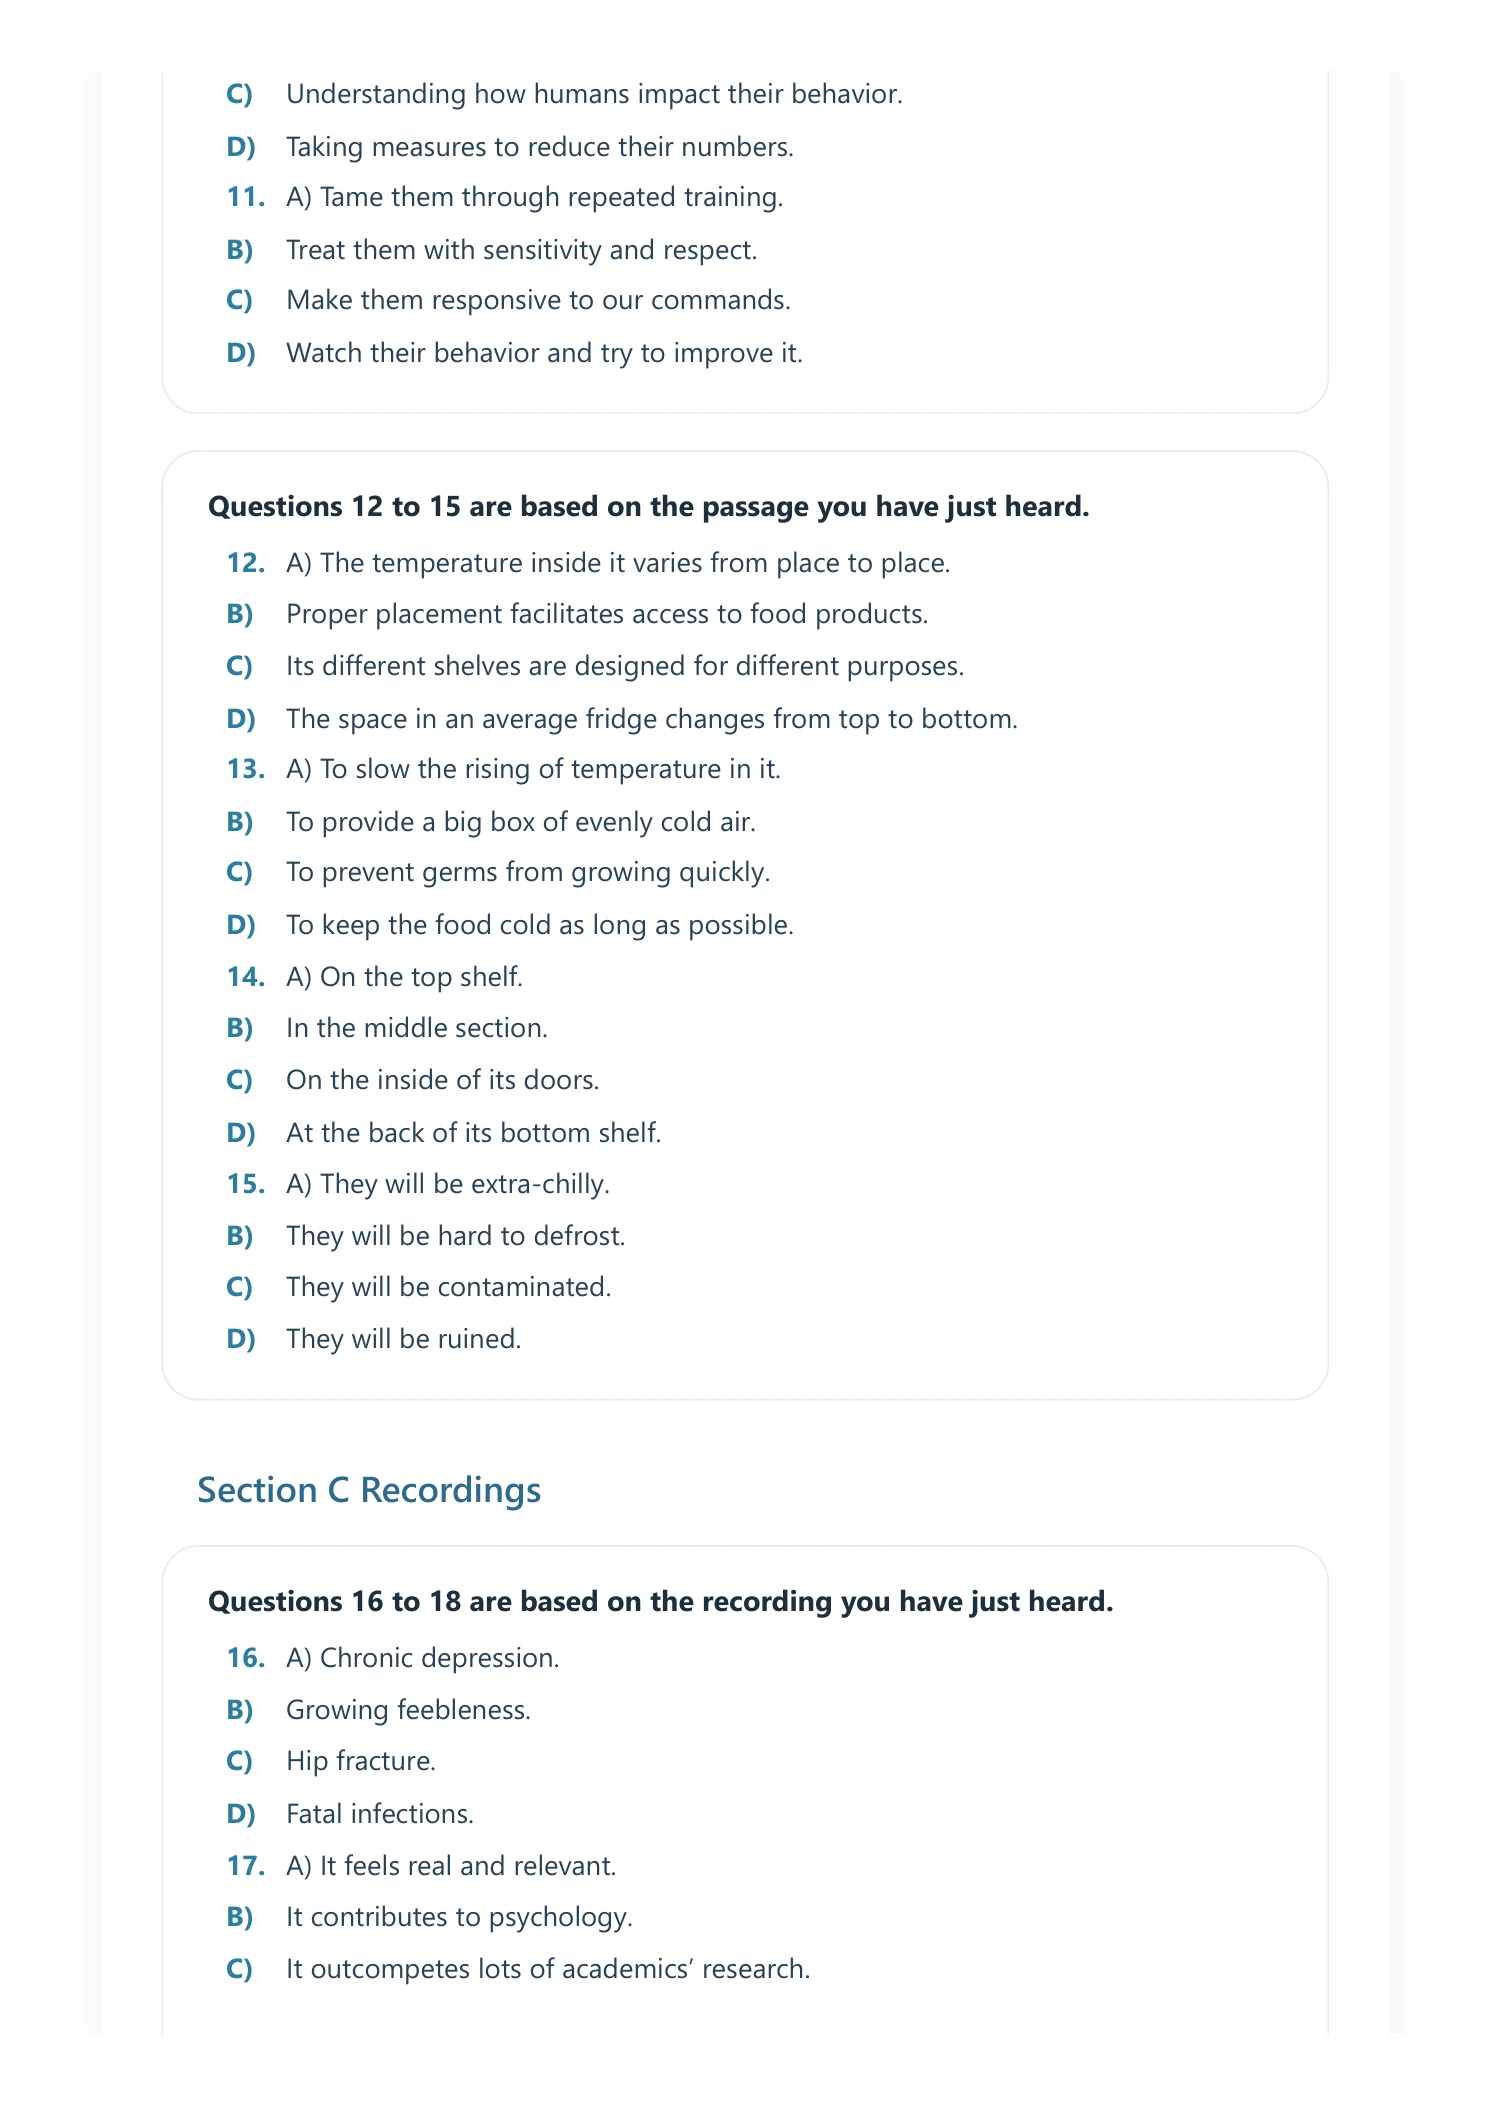 C) Understanding how humans impact their behavior.
D) Taking measures to reduce their numbers.
11. A) Tame them through repeated training.
B) Treat them with sensitivity and respect.
C) Make them responsive to our commands.
D) Watch their behavior and try to improve it.
Questions 12 to 15 are based on the passage you have just heard.
12. A) The temperature inside it varies from place to place.
B) Proper placement facilitates access to food products.
C) Its different shelves are designed for different purposes.
D) The space in an average fridge changes from top to bottom.
13. A) To slow the rising of temperature in it.
B) To provide a big box of evenly cold air.
C) To prevent germs from growing quickly.
D) To keep the food cold as long as possible.
14. A) On the top shelf.
B) In the middle section.
C) On the inside of its doors.
D) At the back of its bottom shelf.
15. A) They will be extra-chilly.
B) They will be hard to defrost.
C) They will be contaminated.
D) They will be ruined.
Section C Recordings
Questions 16 to 18 are based on the recording you have just heard.
16. A) Chronic depression.
B) Growing feebleness.
C) Hip fracture.
D) Fatal infections.
17. A) It feels real and relevant.
B) It contributes to psychology.
C) It outcompetes lots of academics’ research.